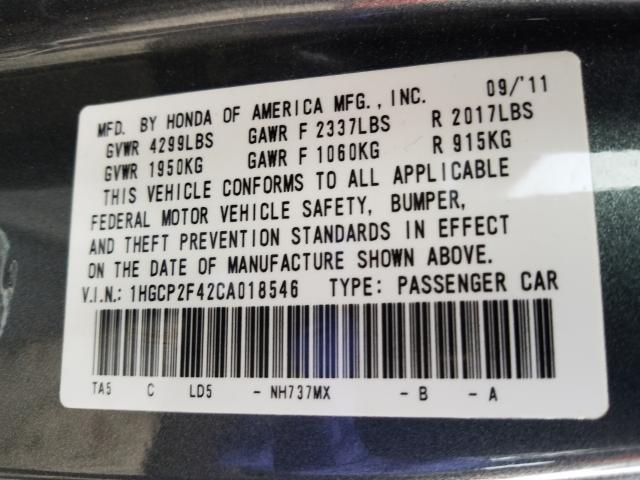 MFD. BY HONDA OF AMERICA MFG., INC. 09/'11
GVWR 4299LBS GAWR F 2337LBS R 2017LBS
GVWR 1950KG GAWR F 1060KG R 915KG
THIS VEHICLE CONFORMS TO ALL APPLICABLE
FEDERAL MOTOR VEHICLE SAFETY, BUMPER,
AND THEFT PREVENTION STANDARDS IN EFFECT
ON THE DATE OF MANUFACTURE SHOWN ABOVE.
V.I.N.: 1HGCP2F42CA018546 TYPE: PASSENGER CAR
TA5 C LD5 - NH737MX - B - A